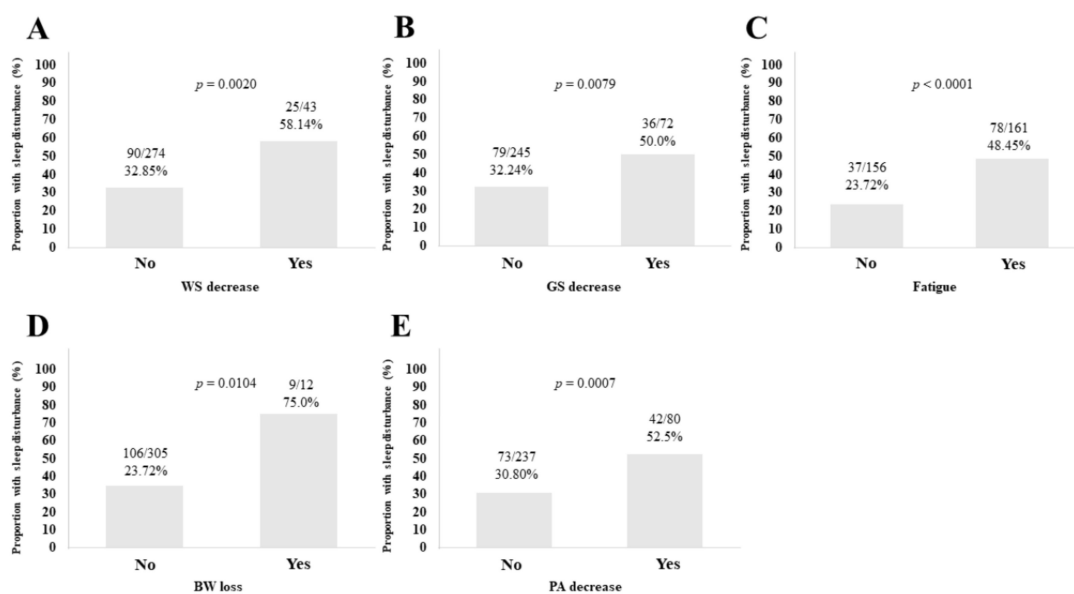 A
Proportion with sleep disturbance (%)
100
90
80
70
60
50
40
30
20
10
0
p = 0.0020
90/274
32.85%
25/43
58.14%
No
Yes
WS decrease
B
Proportion with sleep disturbance (%)
100
90
80
70
60
50
40
30
20
10
0
p = 0.0079
79/245
32.24%
36/72
50.0%
No
Yes
GS decrease
C
Proportion with sleep disturbance (%)
100
90
80
70
60
50
40
30
20
10
0
p < 0.0001
37/156
23.72%
78/161
48.45%
No
Yes
Fatigue
D
Proportion with sleep disturbance (%)
100
90
80
70
60
50
40
30
20
10
0
p = 0.0104
106/305
23.72%
9/12
75.0%
No
Yes
BW loss
E
Proportion with sleep disturbance (%)
100
90
80
70
60
50
40
30
20
10
0
p = 0.0007
73/237
30.80%
42/80
52.5%
No
Yes
PA decrease